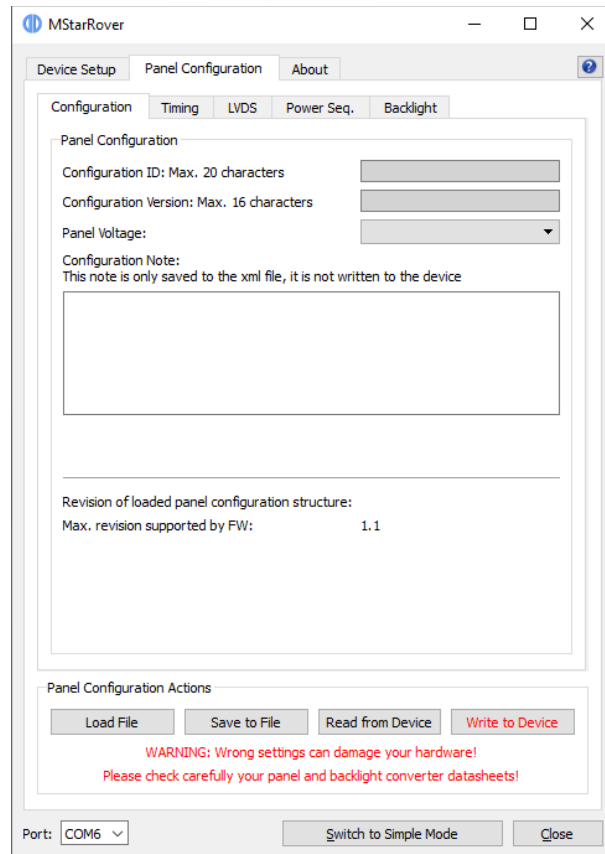 MStarRover
Device Setup Panel Configuration About
Configuration Timing LVDS Power Seq. Backlight
Panel Configuration
Configuration ID: Max. 20 characters
Configuration Version: Max. 16 characters
Panel Voltage:
Configuration Note:
This note is only saved to the xml file, it is not written to the device
Revision of loaded panel configuration structure:
Max. revision supported by FW: 1.1
Panel Configuration Actions
Load File Save to File Read from Device Write to Device
WARNING: Wrong settings can damage your hardware!
Please check carefully your panel and backlight converter datasheets!
Port: COM6 Switch to Simple Mode Close